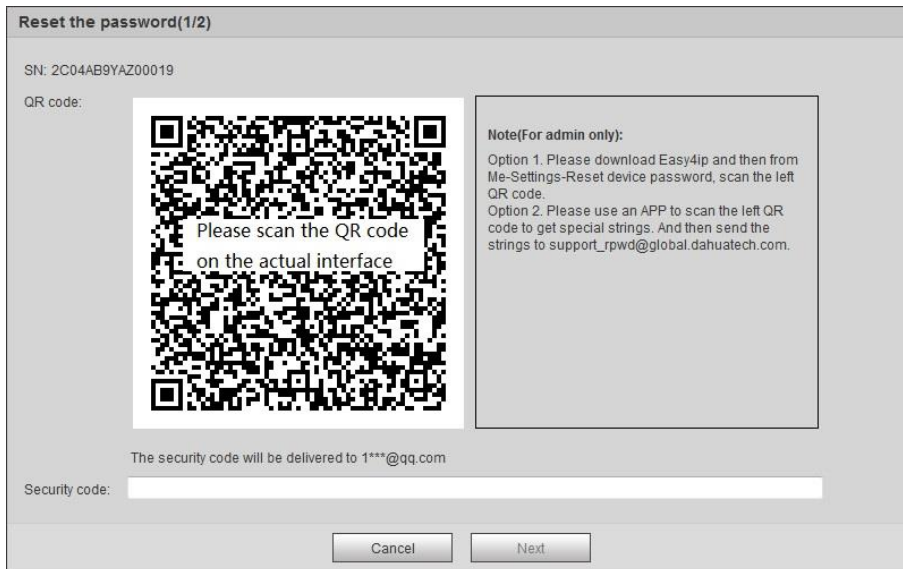 Reset the password(1/2)
SN: 2C04AB9YAZ00019
QR code:
Please scan the QR code
on the actual interface
Note(For admin only):
Option 1. Please download Easy4ip and then from
Me-Settings-Reset device password, scan the left
QR code.
Option 2. Please use an APP to scan the left QR
code to get special strings. And then send the
strings to support_rpwd@global.dahuatech.com.
The security code will be delivered to 1***@qq.com
Security code:
Cancel
Next